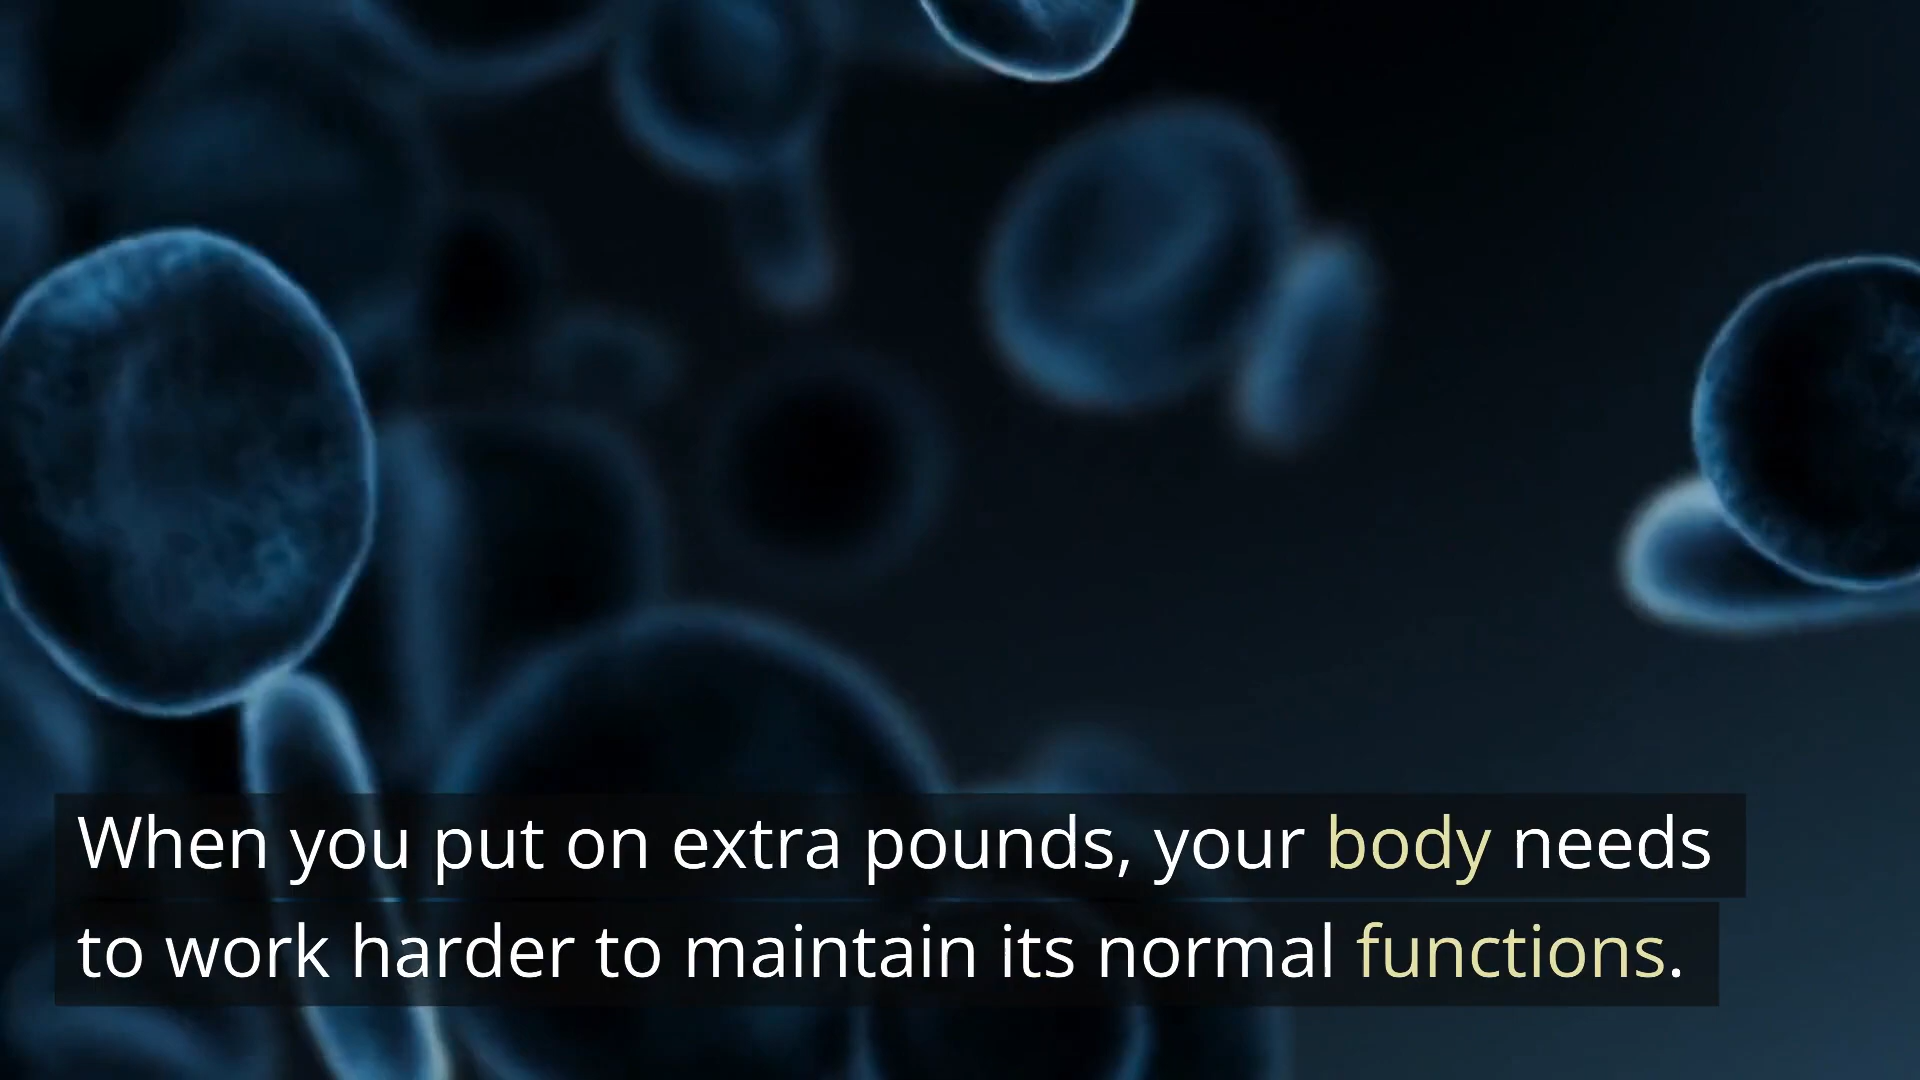 When you put on extra pounds, your body needs
to work harder to maintain its normal functions.